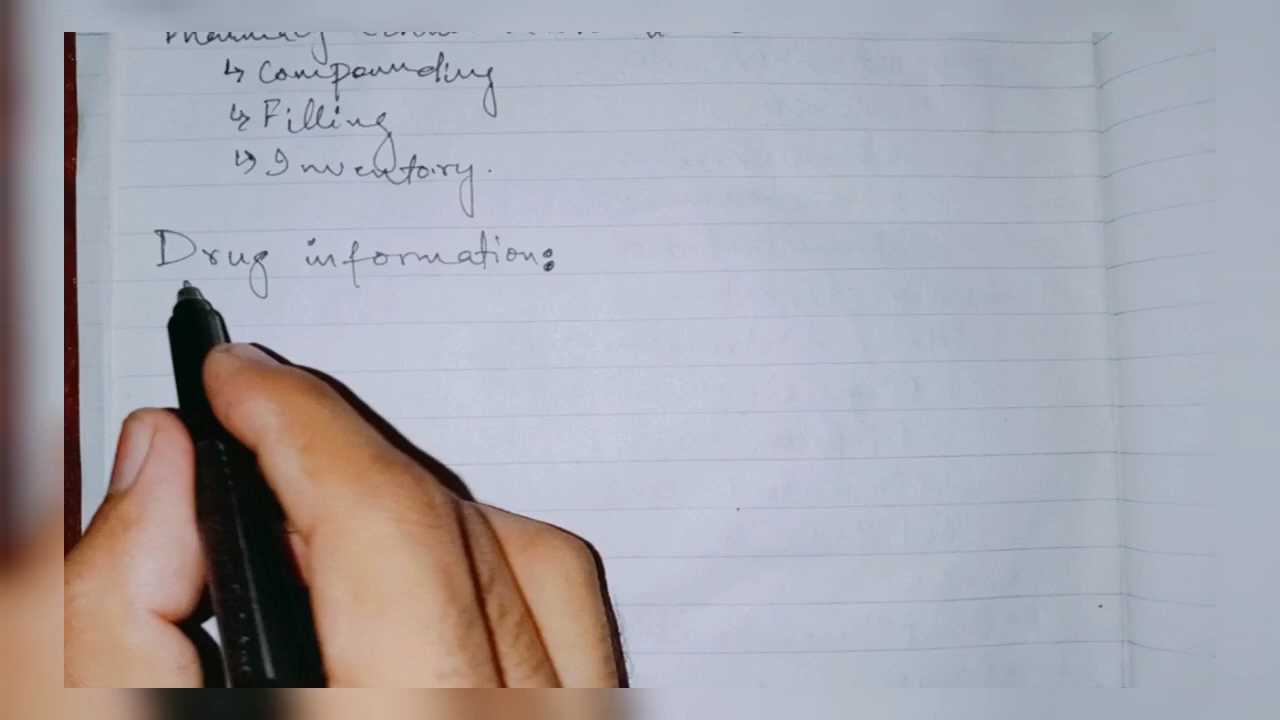 ↳ Compounding
↳ Filling
↳ Inventory.
Drug information: